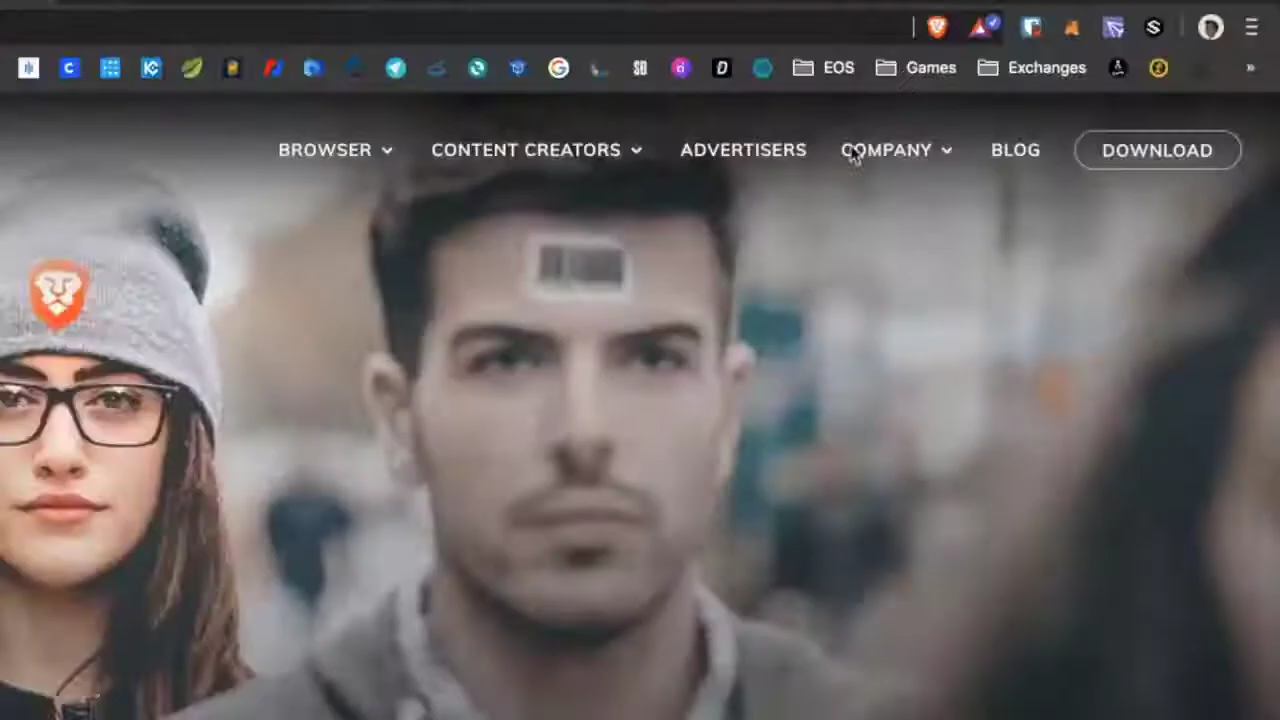 EOS Games Exchanges
BROWSER CONTENT CREATORS ADVERTISERS COMPANY BLOG DOWNLOAD